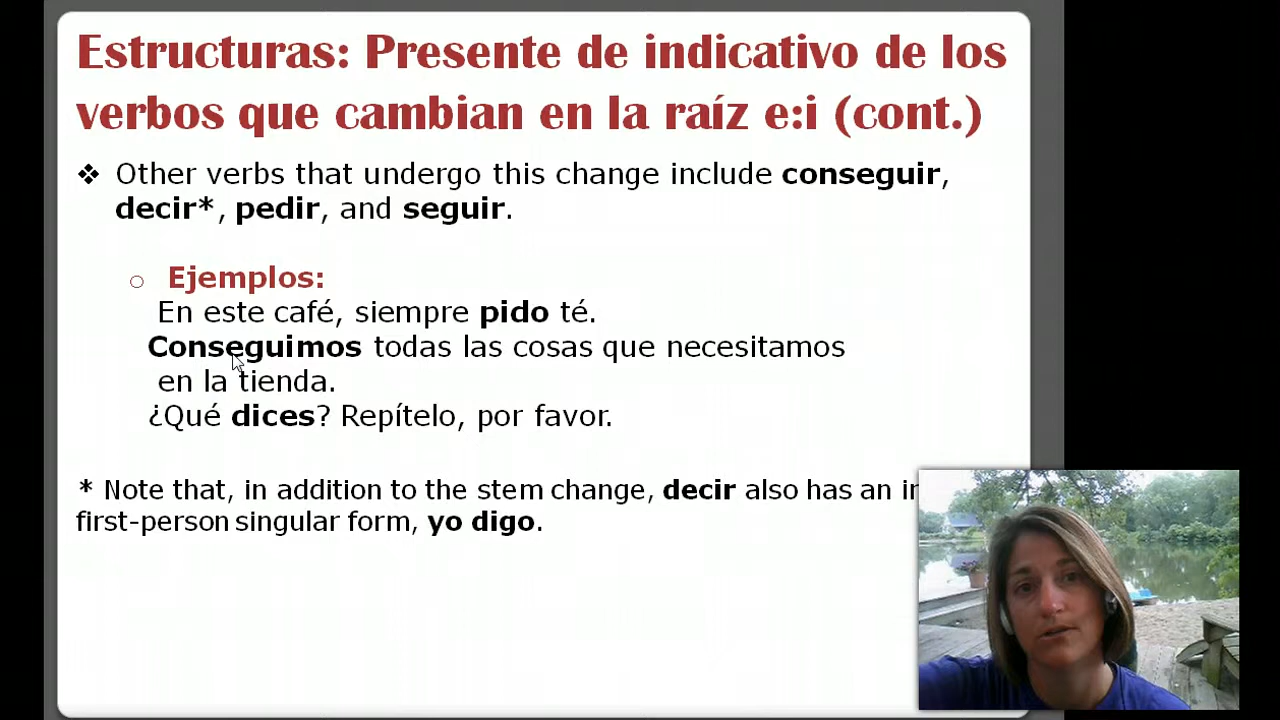 Estructuras: Presente de indicativo de los
verbos que cambian en la raíz e:i (cont.)
❖ Other verbs that undergo this change include conseguir,
decir*, pedir, and seguir.
o Ejemplos:
En este café, siempre pido té.
Conseguimos todas las cosas que necesitamos
en la tienda.
¿Qué dices? Repítelo, por favor.
* Note that, in addition to the stem change, decir also has an
first-person singular form, yo digo.